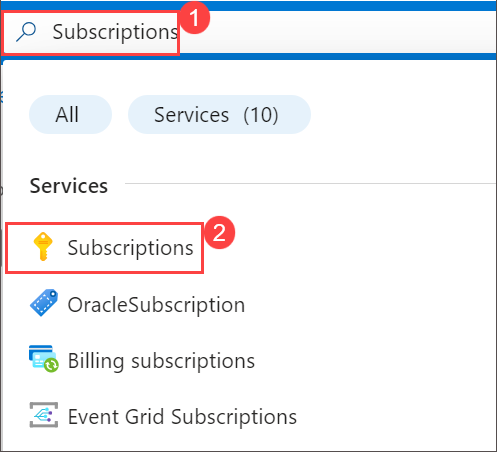 Subscriptions 1
All Services (10)
Services
Subscriptions 2
OracleSubscription
Billing subscriptions
Event Grid Subscriptions